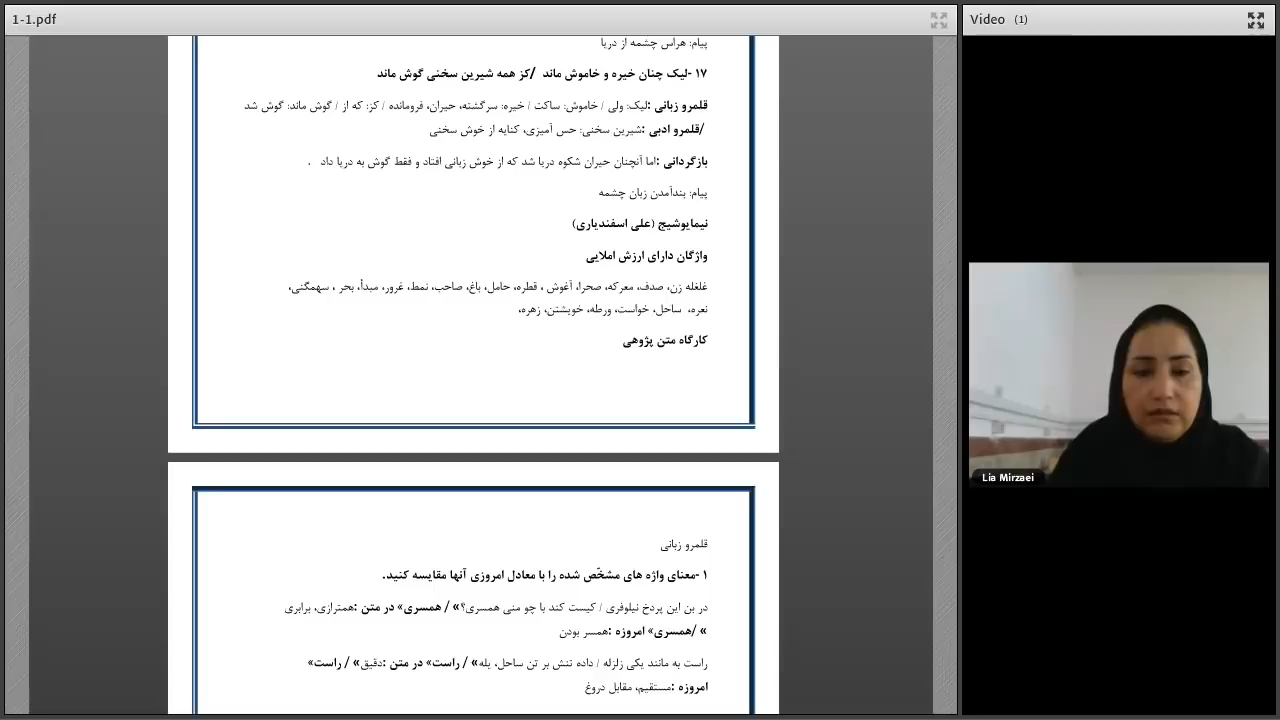 1-1.pdf
Video (1)
پیام: هراس چشمه از دریا
۱۷ -لیک چنان خیره و خاموش ماند /کز همه شیرین سخنی گوش ماند
قلمرو زبانی :لیک: ولی / خاموش: ساکت / خیره: سرگشته، حیران، فرومانده / کز: که از / گوش ماند: گوش شد
/قلمرو ادبی :شیرین سخنی: حس آمیزی، کنایه از خوش سخنی
بازگردانی :اما آنچنان حیران شکوه دریا شد که از خوش زبانی افتاد و فقط گوش به دریا داد .
پیام: بندآمدن زبان چشمه
نیمایوشیج (علی اسفندیاری)
واژگان دارای ارزش املایی
غلغله زن، صدف، معرکه، صحرا، آغوش ، قطره، حامل، باغ، صاحب، نمط، غرور، مبدأ، بحر ، سهمگنی،
نعره، ساحل، خواست، ورطه، خویشتن، زهره،
کارگاه متن پژوهی
قلمرو زبانی
۱ -معنای واژه های مشخّص شده را با معادل امروزی آنها مقایسه کنید.
در بن این پردخ نیلوفری / کیست کند با چو منی همسری؟» / همسری» در متن :همترازی، برابری
» /همسری» امروزه :همسر بودن
راست به مانند یکی زلزله / داده تنش بر تن ساحل، یله» / راست» در متن :دقیق» / راست»
امروزه :مستقیم، مقابل دروغ
Lia Mirzaei